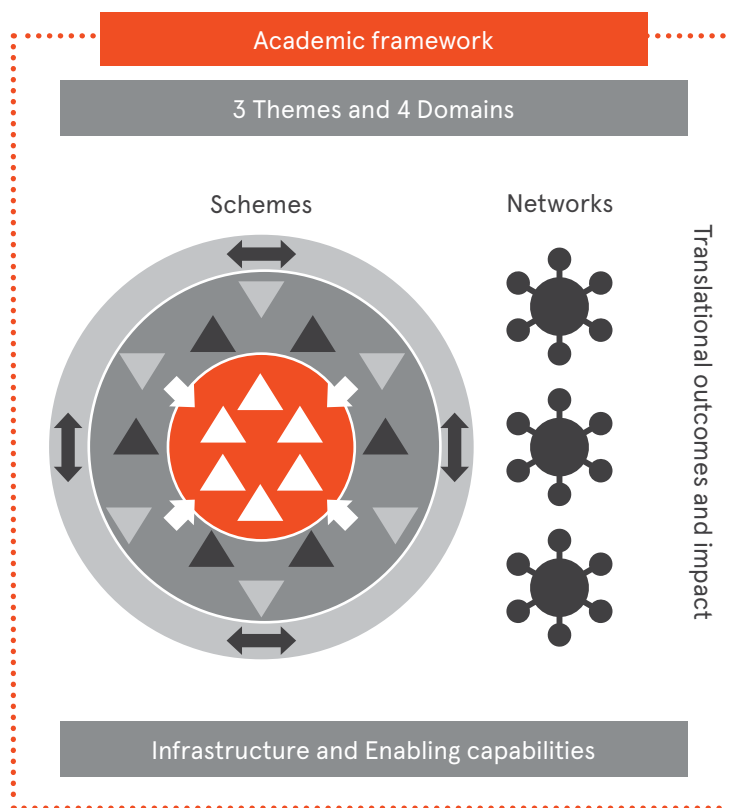 Academic framework
3 Themes and 4 Domains
Schemes
Networks
Translational outcomes and impact
Infrastructure and Enabling capabilities